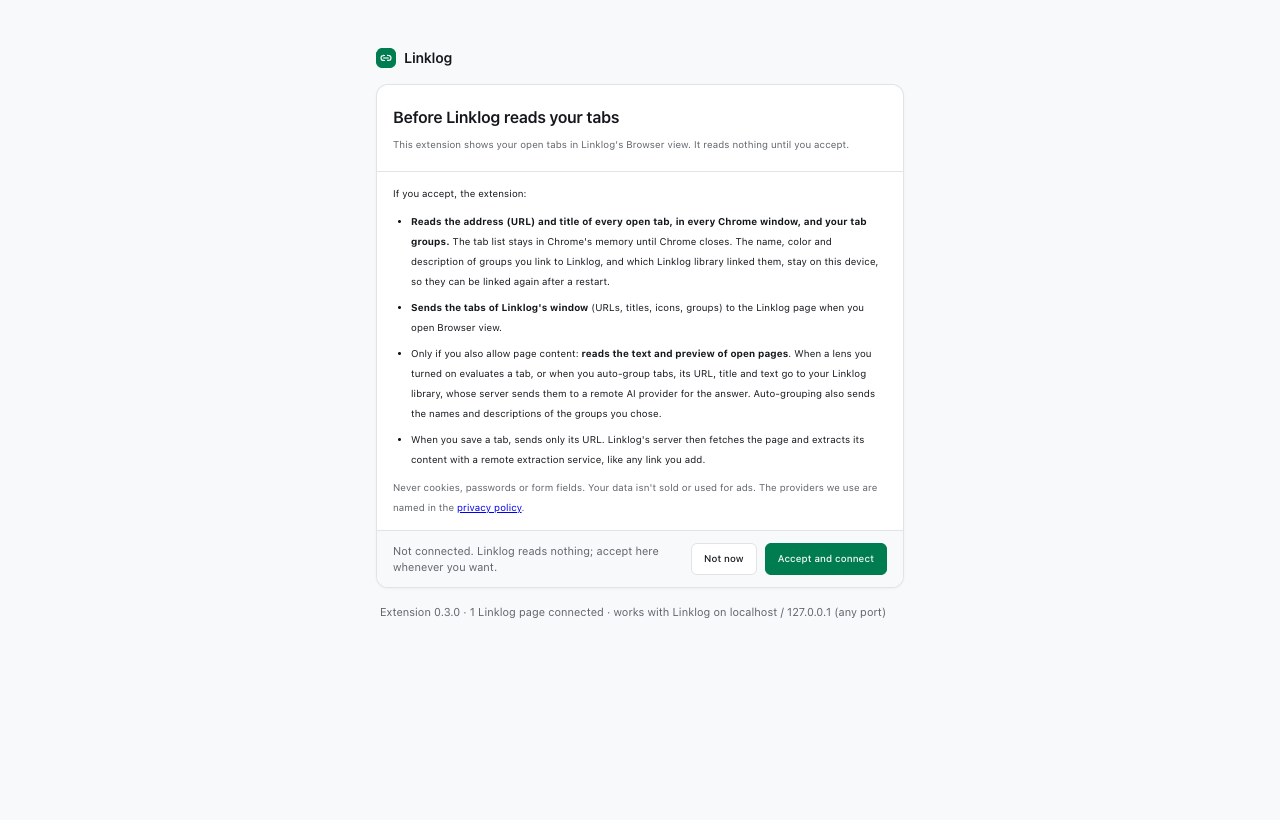 Linklog
Before Linklog reads your tabs
This extension shows your open tabs in Linklog's Browser view. It reads nothing until you accept.
If you accept, the extension:
• Reads the address (URL) and title of every open tab, in every Chrome window, and your tab
groups. The tab list stays in Chrome's memory until Chrome closes. The name, color and
description of groups you link to Linklog, and which Linklog library linked them, stay on this device,
so they can be linked again after a restart.
• Sends the tabs of Linklog's window (URLs, titles, icons, groups) to the Linklog page when you
open Browser view.
• Only if you also allow page content: reads the text and preview of open pages. When a lens you
turned on evaluates a tab, or when you auto-group tabs, its URL, title and text go to your Linklog
library, whose server sends them to a remote AI provider for the answer. Auto-grouping also sends
the names and descriptions of the groups you chose.
• When you save a tab, sends only its URL. Linklog's server then fetches the page and extracts its
content with a remote extraction service, like any link you add.
Never cookies, passwords or form fields. Your data isn't sold or used for ads. The providers we use are
named in the privacy policy.
Not connected. Linklog reads nothing; accept here
whenever you want.
Not now
Accept and connect
Extension 0.3.0 · 1 Linklog page connected · works with Linklog on localhost / 127.0.0.1 (any port)